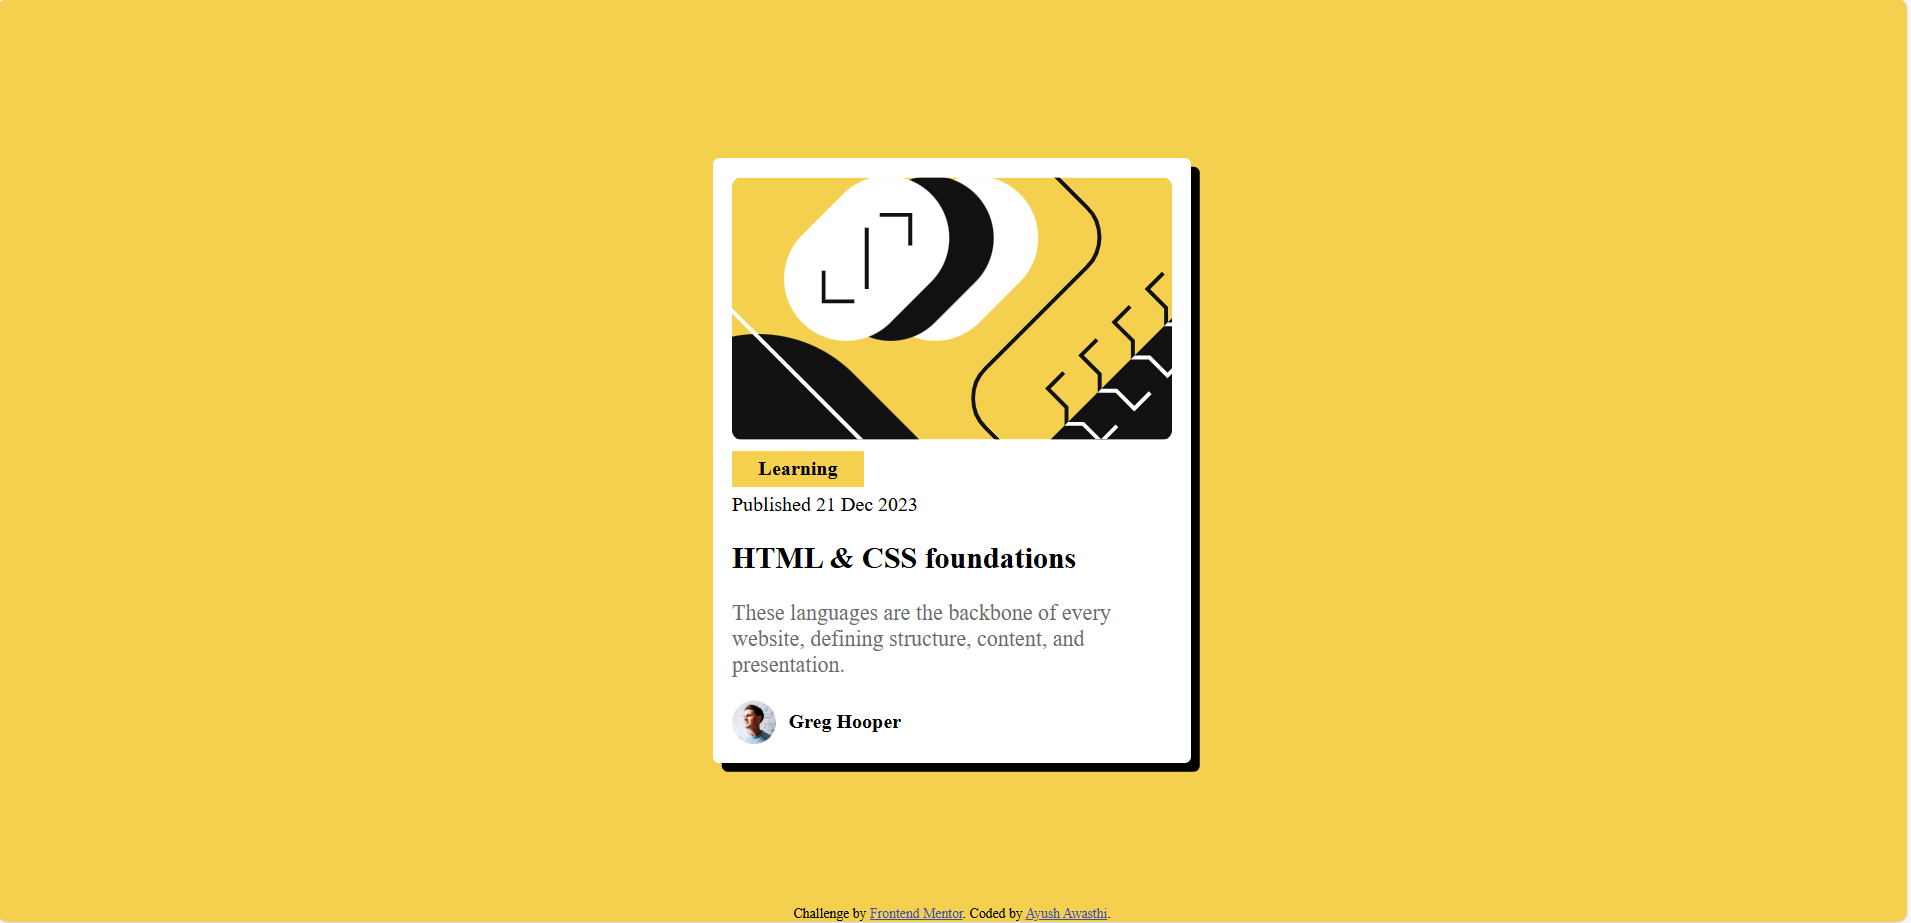 Learning
Published 21 Dec 2023
HTML & CSS foundations
These languages are the backbone of every
website, defining structure, content, and
presentation.
Greg Hooper
Challenge by Frontend Mentor. Coded by Ayush Awasthi.